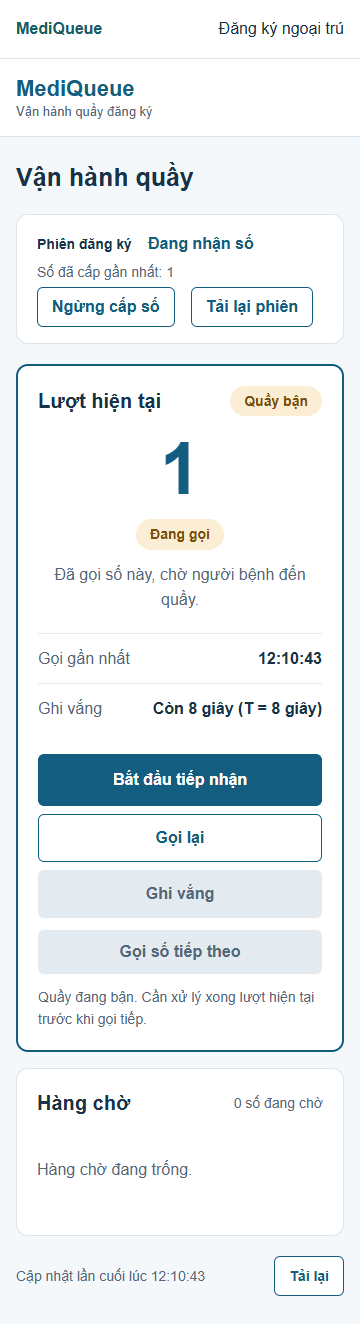 MediQueue
Đăng ký ngoại trú
MediQueue
Vận hành quầy đăng ký
Vận hành quầy
Phiên đăng ký Đang nhận số
Số đã cấp gần nhất: 1
Ngừng cấp số
Tải lại phiên
Lượt hiện tại
Quầy bận
1
Đang gọi
Đã gọi số này, chờ người bệnh đến
quầy.
Gọi gần nhất 12:10:43
Ghi vắng Còn 8 giây (T = 8 giây)
Bắt đầu tiếp nhận
Gọi lại
Ghi vắng
Gọi số tiếp theo
Quầy đang bận. Cần xử lý xong lượt hiện tại
trước khi gọi tiếp.
Hàng chờ
0 số đang chờ
Hàng chờ đang trống.
Cập nhật lần cuối lúc 12:10:43
Tải lại